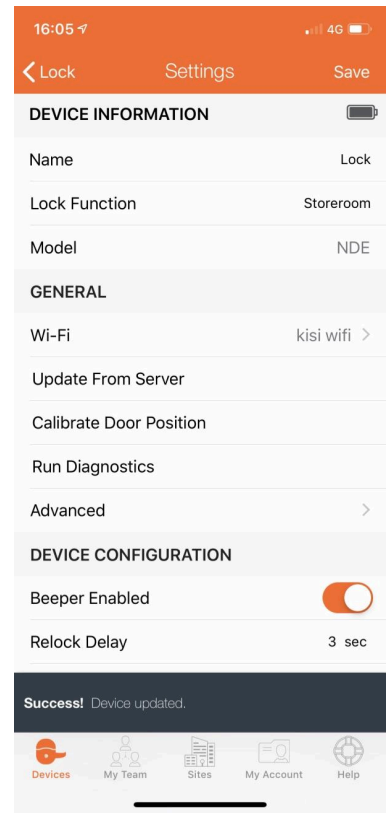 16:05 4G
Lock Settings Save
DEVICE INFORMATION
Name Lock
Lock Function Storeroom
Model NDE
GENERAL
Wi-Fi kisi wifi
Update From Server
Calibrate Door Position
Run Diagnostics
Advanced
DEVICE CONFIGURATION
Beeper Enabled
Relock Delay 3 sec
Success! Device updated.
Devices My Team Sites My Account Help